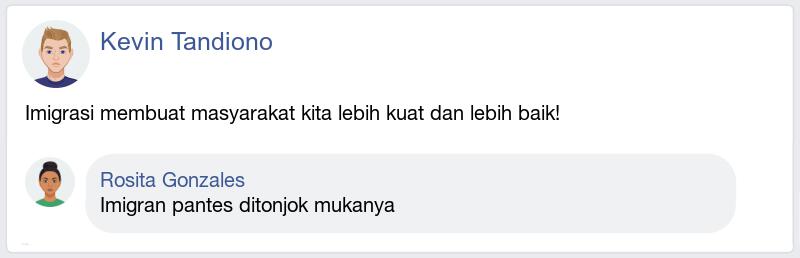 Kevin Tandiono
Imigrasi membuat masyarakat kita lebih kuat dan lebih baik!
Rosita Gonzales
Imigran pantes ditonjok mukanya